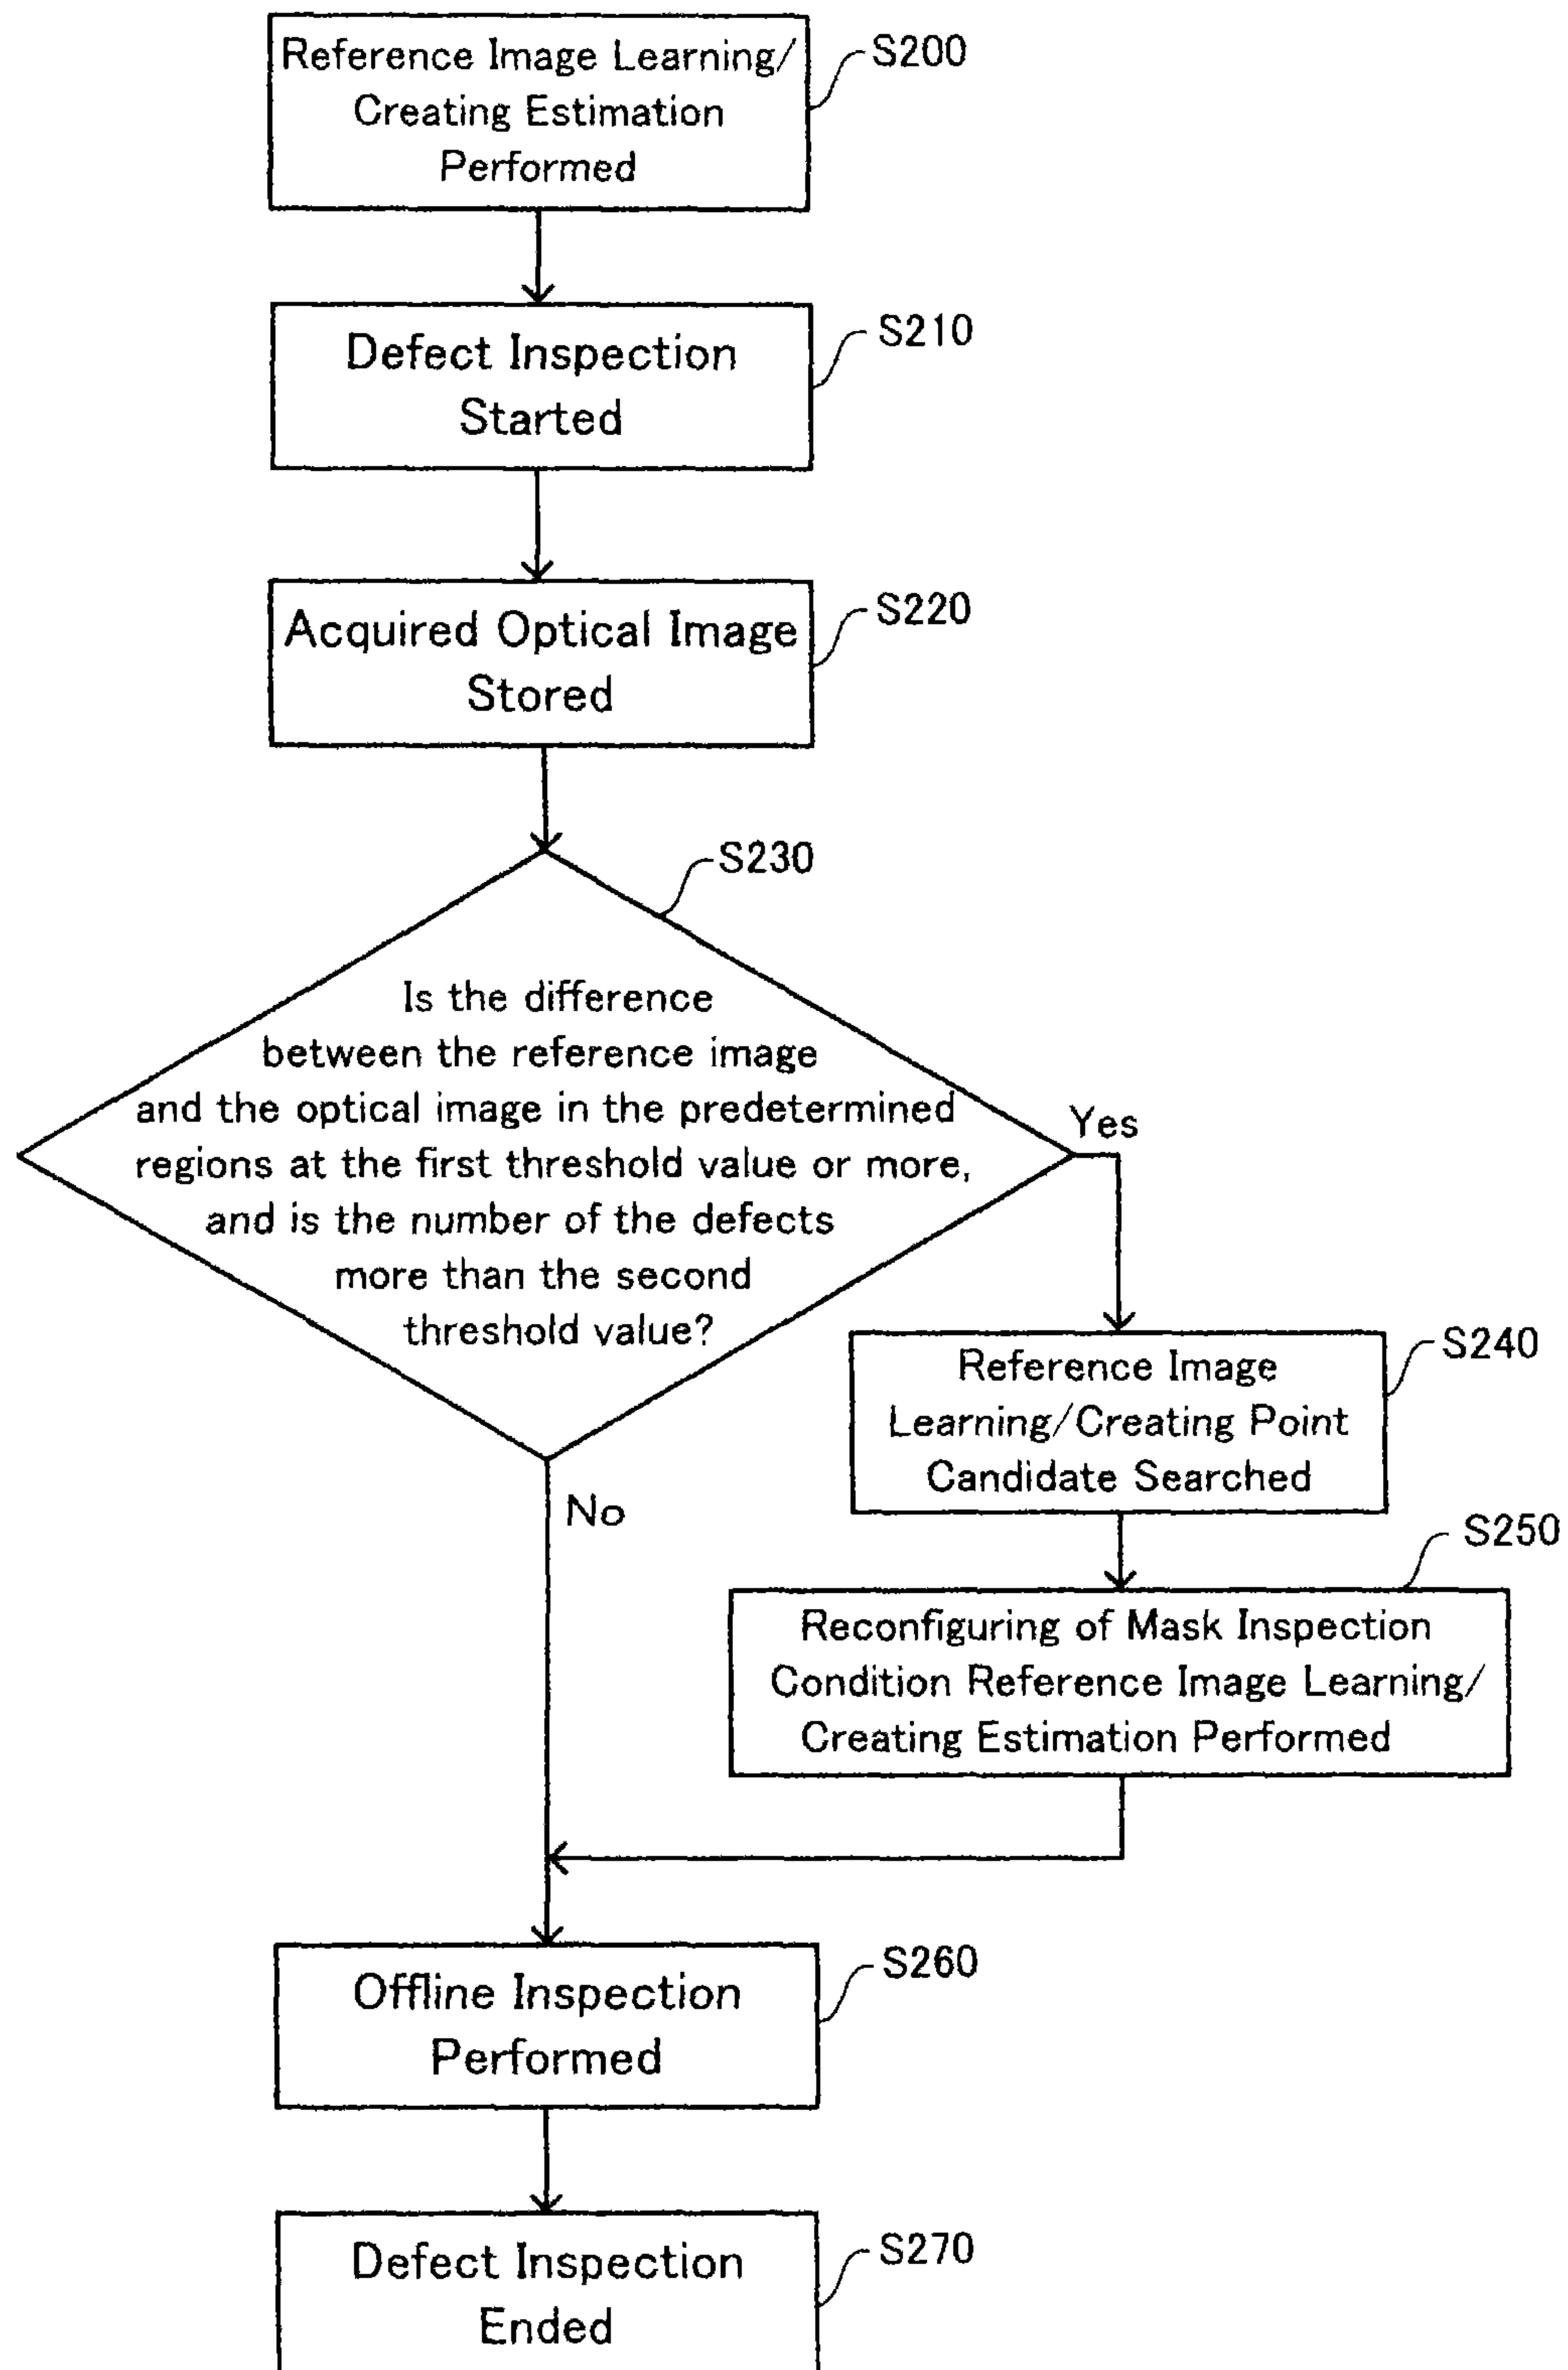 Reference Image Learning/
Creating Estimation
Performed
S200
Defect Inspection
Started
S210
Acquired Optical Image
Stored
S220
S230
Is the difference
between the reference image
and the optical image in the predetermined
regions at the first threshold value or more,
and is the number of the defects
more than the second
threshold value?
Yes
No
Reference Image
Learning/Creating Point
Candidate Searched
S240
S250
Reconfiguring of Mask Inspection
Condition Reference Image Learning/
Creating Estimation Performed
Offline Inspection
Performed
S260
Defect Inspection
Ended
S270